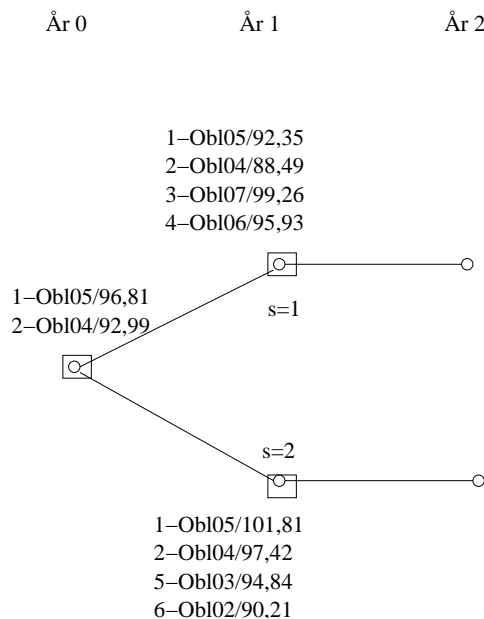 År 0 År 1 År 2
1−Obl05/92,35
2−Obl04/88,49
3−Obl07/99,26
4−Obl06/95,93
1−Obl05/96,81
2−Obl04/92,99
s=1
s=2
1−Obl05/101,81
2−Obl04/97,42
5−Obl03/94,84
6−Obl02/90,21